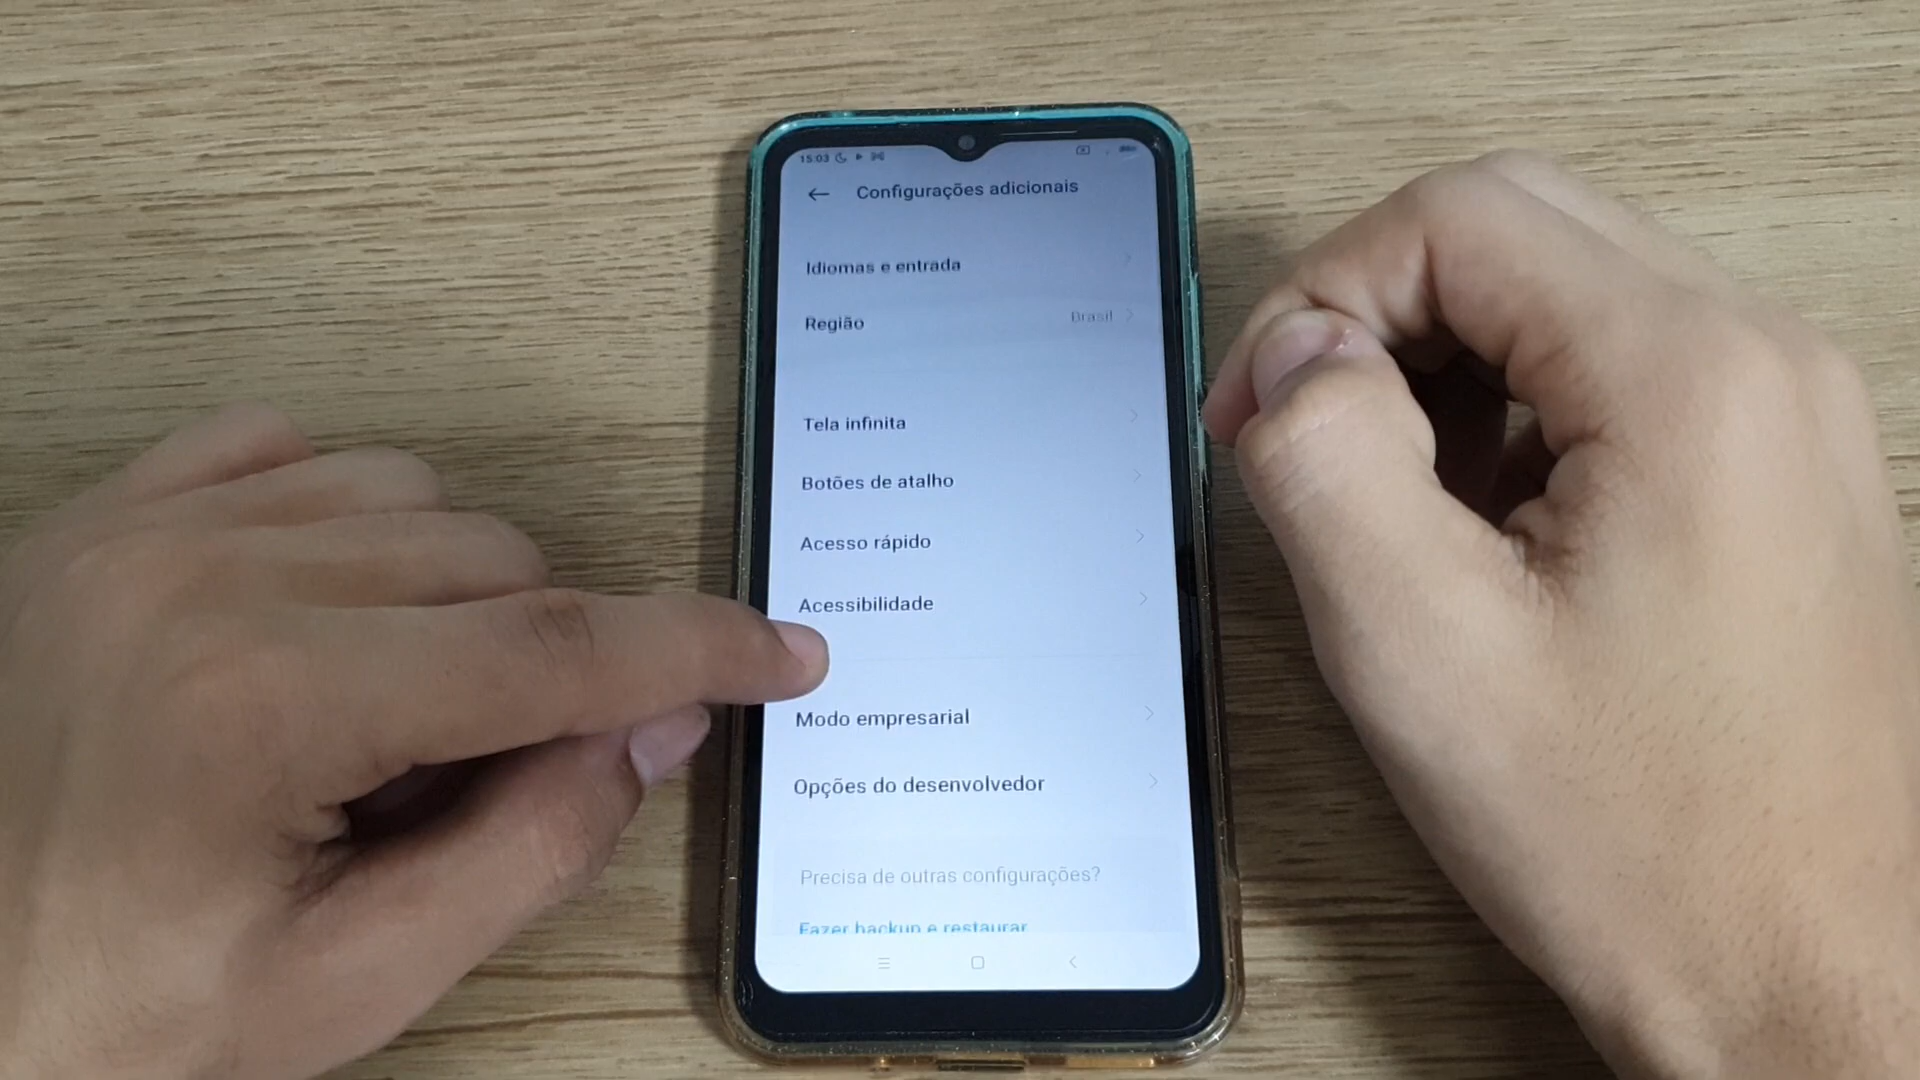 15:03
Configurações adicionais
Idiomas e entrada
Região
Brasil
Tela infinita
Botões de atalho
Acesso rápido
Acessibilidade
Modo empresarial
Opções do desenvolvedor
Precisa de outras configurações?
Fazer backup e restaurar